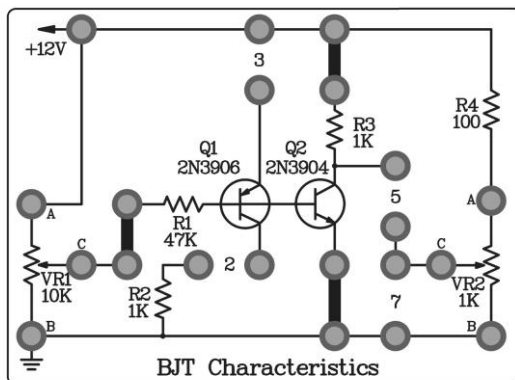 +12V
3
R4
100
Q1
2N3906
Q2
2N3904
R3
1K
A
A
5
R1
47K
C
VR1
10K
2
R2
1K
C
VR2
1K
7
B
B
BJT Characteristics